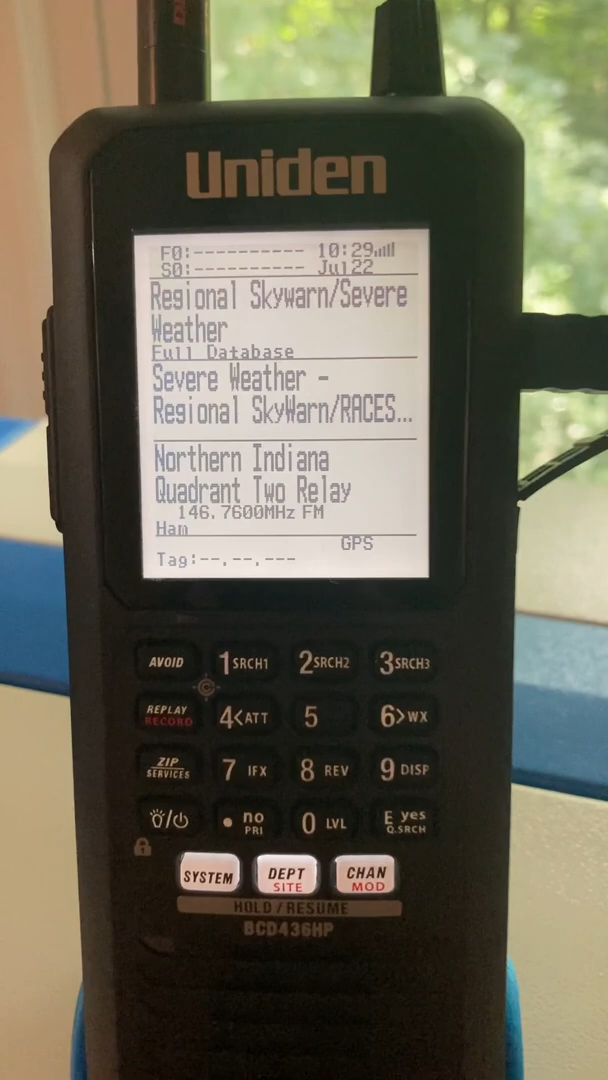 Uniden
F0:---------- 10:29
S0:---------- Jul22
Regional Skywarn/Severe
Weather
Full Database
Severe Weather -
Regional SkyWarn/RACES...
Northern Indiana
Quadrant Two Relay
146.7600MHz FM
Ham
GPS
Tag:--.--.---
AVOID 1 SRCH1 2 SRCH2 3 SRCH3
REPLAY RECORD 4 < ATT 5 6 > WX
ZIP SERVICES 7 IFX 8 REV 9 DISP
. no PRI 0 LVL E yes Q.SRCH
SYSTEM DEPT SITE CHAN MOD
HOLD / RESUME
BCD436HP